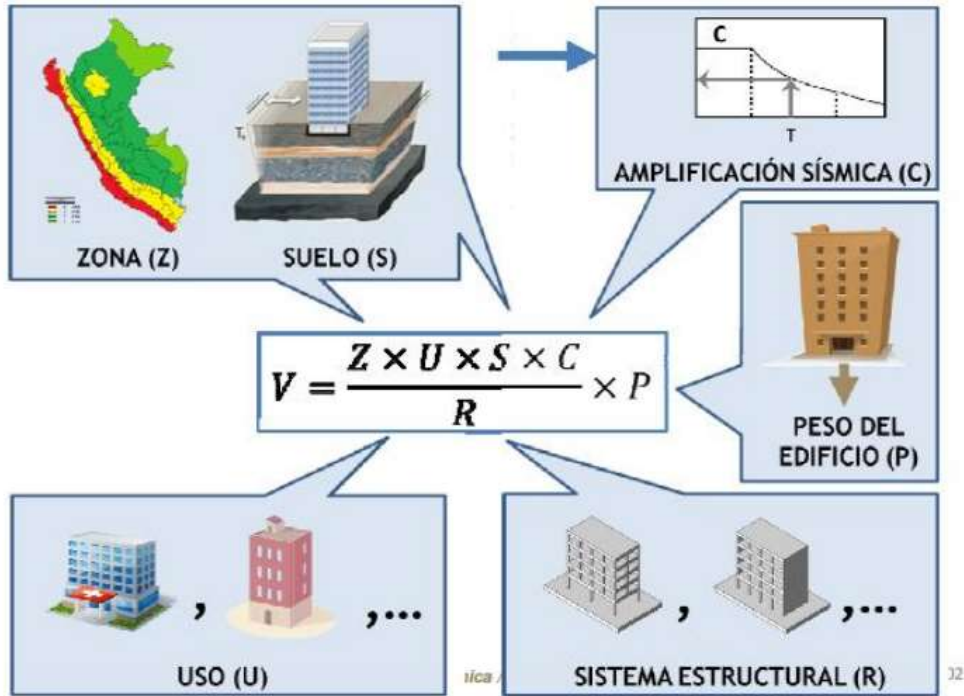 C
T
AMPLIFICACIÓN SÍSMICA (C)
ZONA (Z)
SUELO (S)
V = Z × U × S × C / R × P
PESO DEL
EDIFICIO (P)
, ,...
USO (U)
, ,...
SISTEMA ESTRUCTURAL (R)